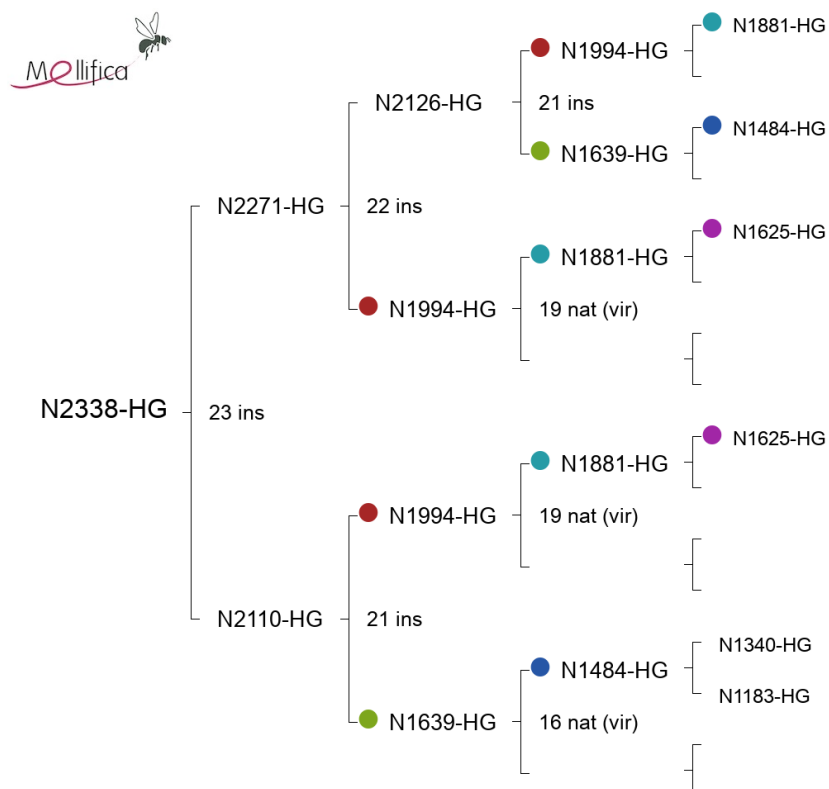 Mellifica
N1881-HG
N1994-HG
N2126-HG
21 ins
N1484-HG
N1639-HG
N2271-HG
22 ins
N1625-HG
N1881-HG
N1994-HG
19 nat (vir)
N2338-HG
23 ins
N1625-HG
N1881-HG
N1994-HG
19 nat (vir)
N2110-HG
21 ins
N1340-HG
N1484-HG
N1183-HG
N1639-HG
16 nat (vir)